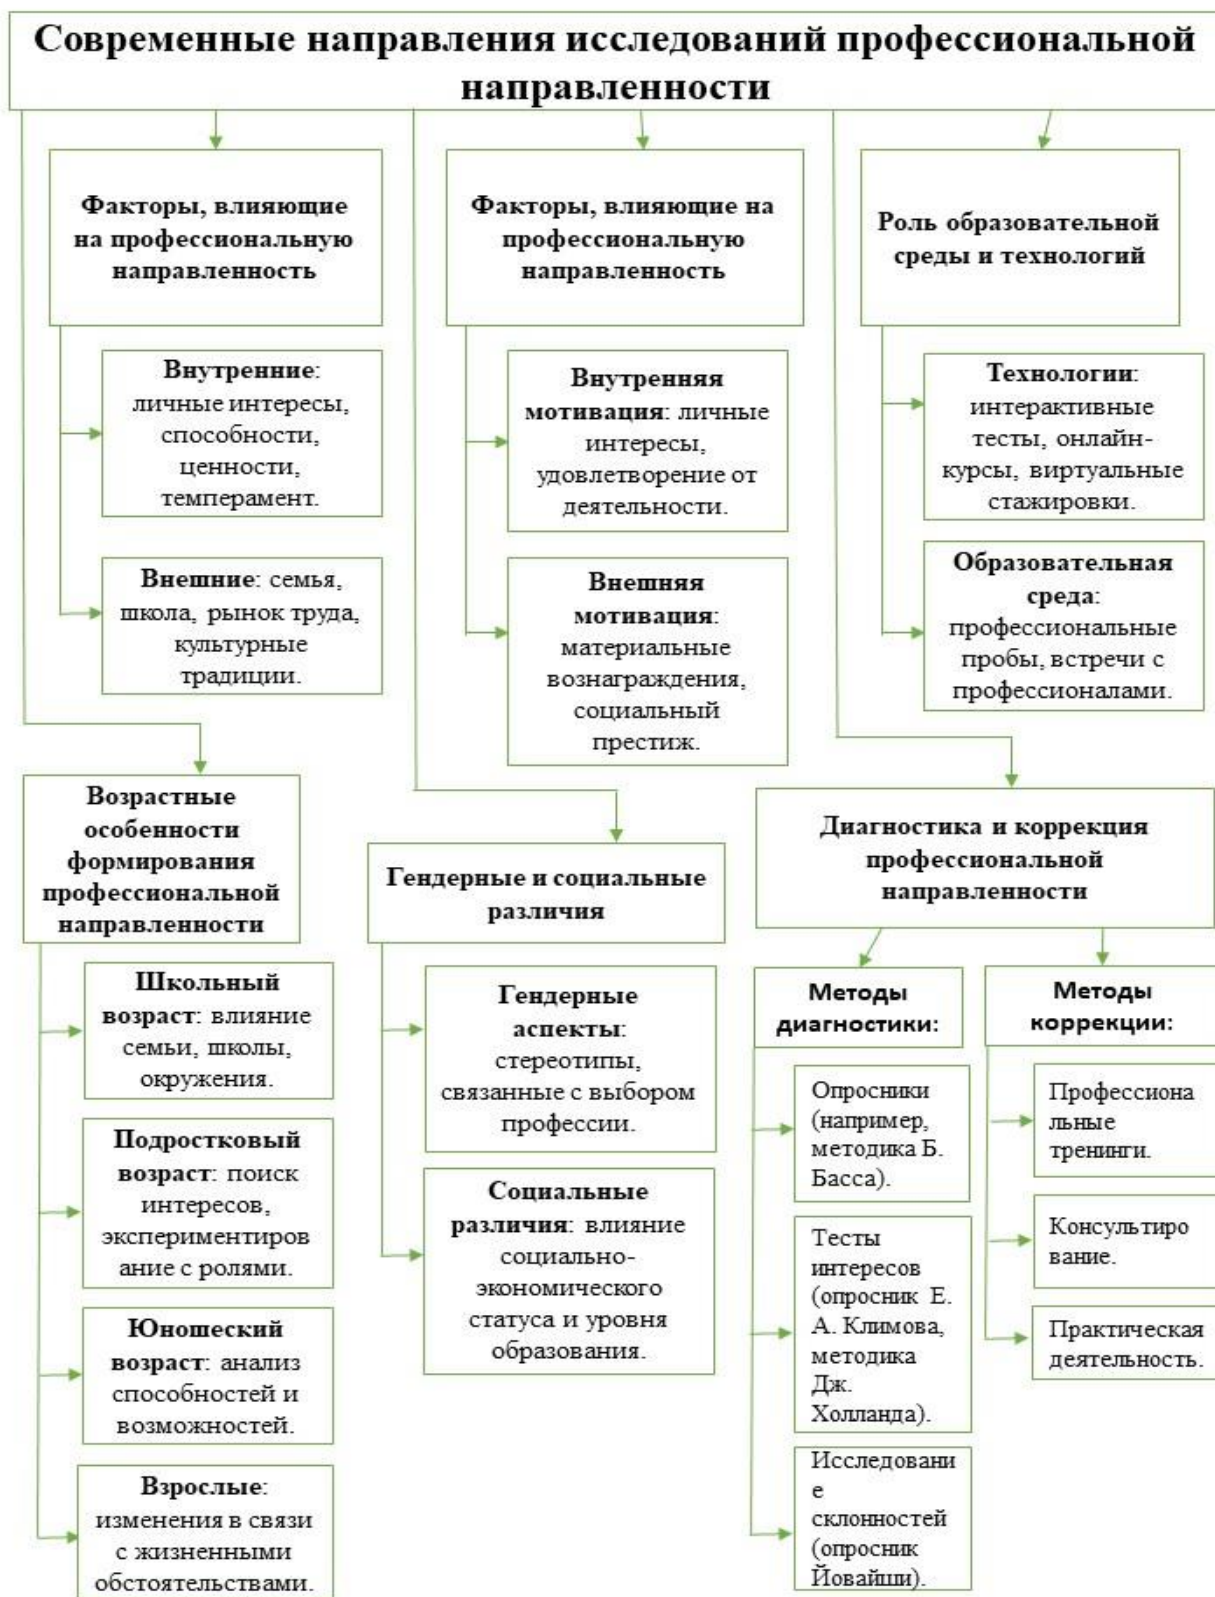 Современные направления исследований профессиональной
направленности
Факторы, влияющие
на профессиональную
направленность
Внутренние:
личные интересы,
способности,
ценности,
темперамент.
Внешние: семья,
школа, рынок труда,
культурные
традиции.
Факторы, влияющие на
профессиональную
направленность
Внутренняя
мотивация: личные
интересы,
удовлетворение от
деятельности.
Внешняя
мотивация:
материальные
вознаграждения,
социальный
престиж.
Роль образовательной
среды и технологий
Технологии:
интерактивные
тесты, онлайн-
курсы, виртуальные
стажировки.
Образовательная
среда:
профессиональные
пробы, встречи с
профессионалами.
Возрастные
особенности
формирования
профессиональной
направленности
Школьный
возраст: влияние
семьи, школы,
окружения.
Подростковый
возраст: поиск
интересов,
экспериментиров
ание с ролями.
Юношеский
возраст: анализ
способностей и
возможностей.
Взрослые:
изменения в связи
с жизненными
обстоятельствами.
Гендерные и социальные
различия
Гендерные
аспекты:
стереотипы,
связанные с выбором
профессии.
Социальные
различия: влияние
социально-
экономического
статуса и уровня
образования.
Диагностика и коррекция
профессиональной
направленности
Методы
диагностики:
Опросники
(например,
методика Б.
Басса).
Тесты
интересов
(опросник Е.
А. Климова,
методика
Дж.
Холланда).
Исследовани
е
склонностей
(опросник
Йовайши).
Методы
коррекции:
Профессиона
льные
тренинги.
Консультиро
вание.
Практическая
деятельность.